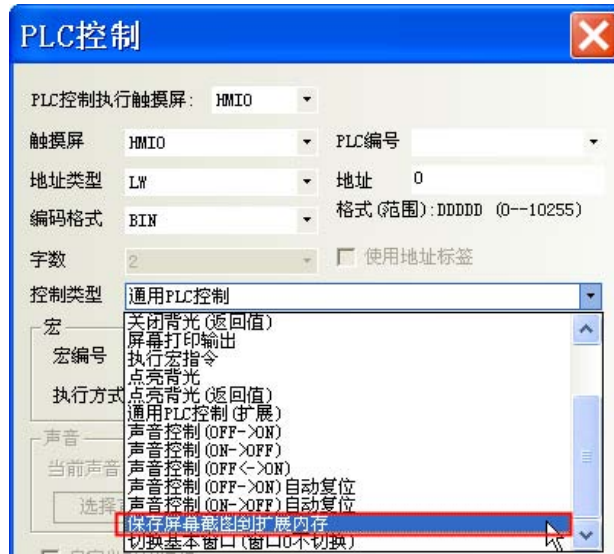 PLC控制
PLC控制执行触摸屏: HMI0
触摸屏 HMI0 PLC编号
地址类型 LW 地址 0
编码格式 BIN 格式(范围):DDDDD (0--10255)
字数 2 使用地址标签
控制类型 通用PLC控制
宏
宏编号
执行方式
声音
当前声音
选择
关闭背光(返回值)
屏幕打印输出
执行宏指令
点亮背光
点亮背光(返回值)
通用PLC控制(扩展)
声音控制(OFF->ON)
声音控制(ON->OFF)
声音控制(OFF<->ON)
声音控制(OFF->ON)自动复位
声音控制(ON->OFF)自动复位
保存屏幕截图到扩展内存
切换基本窗口(窗口0不切换)